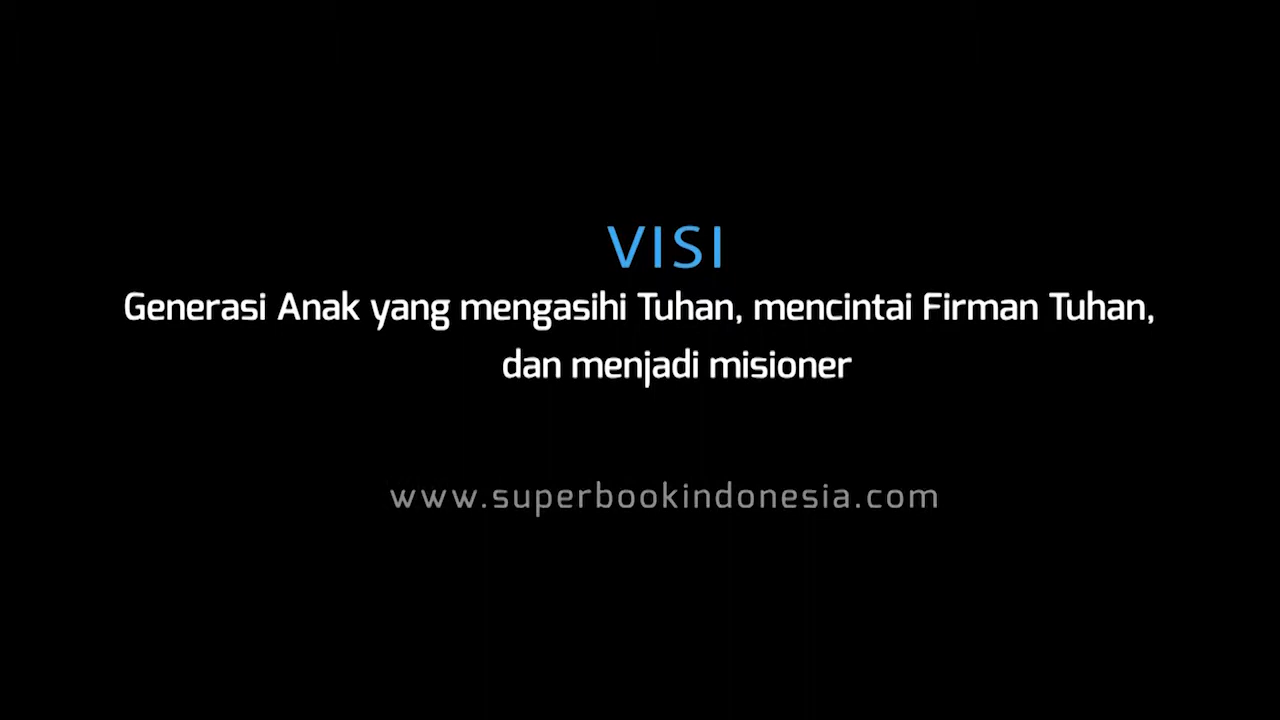 VISI
Generasi Anak yang mengasihi Tuhan, mencintai Firman Tuhan,
dan menjadi misioner
www.superbookindonesia.com